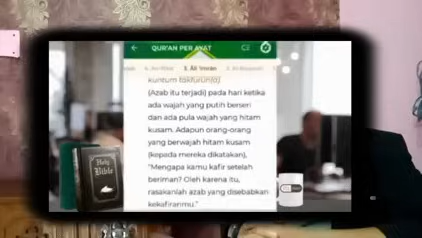 QUR'AN PER AYAT
3. Ali 'Imran
kuntum takfurụn(a)
(Azab itu terjadi) pada hari ketika
ada wajah yang putih berseri
dan ada pula wajah yang hitam
kusam. Adapun orang-orang
yang berwajah hitam kusam
(kepada mereka dikatakan),
"Mengapa kamu kafir setelah
beriman? Oleh karena itu,
rasakanlah azab yang disebabkan
kekafiranmu."
Holy
Bible